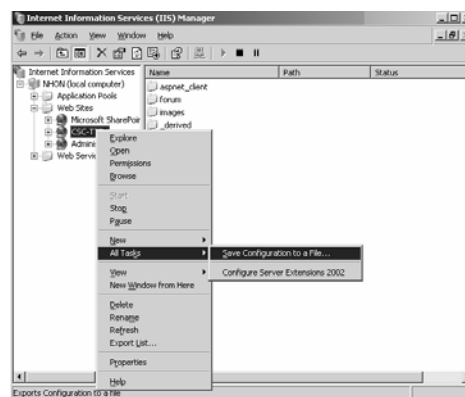 Internet Information Services (IIS) Manager
File Action View Window Help
Internet Information Services
NHON (local computer)
Application Pools
Web Sites
Microsoft SharePoir
CSC-T
Adminis
Web Servic
Name Path Status
aspnet_client
forum
images
_derived
Explore
Open
Permissions
Browse
Start
Stop
Pause
New
All Tasks
View
New Window from Here
Delete
Rename
Refresh
Export List...
Properties
Help
Save Configuration to a File...
Configure Server Extensions 2002
Exports Configuration to a file